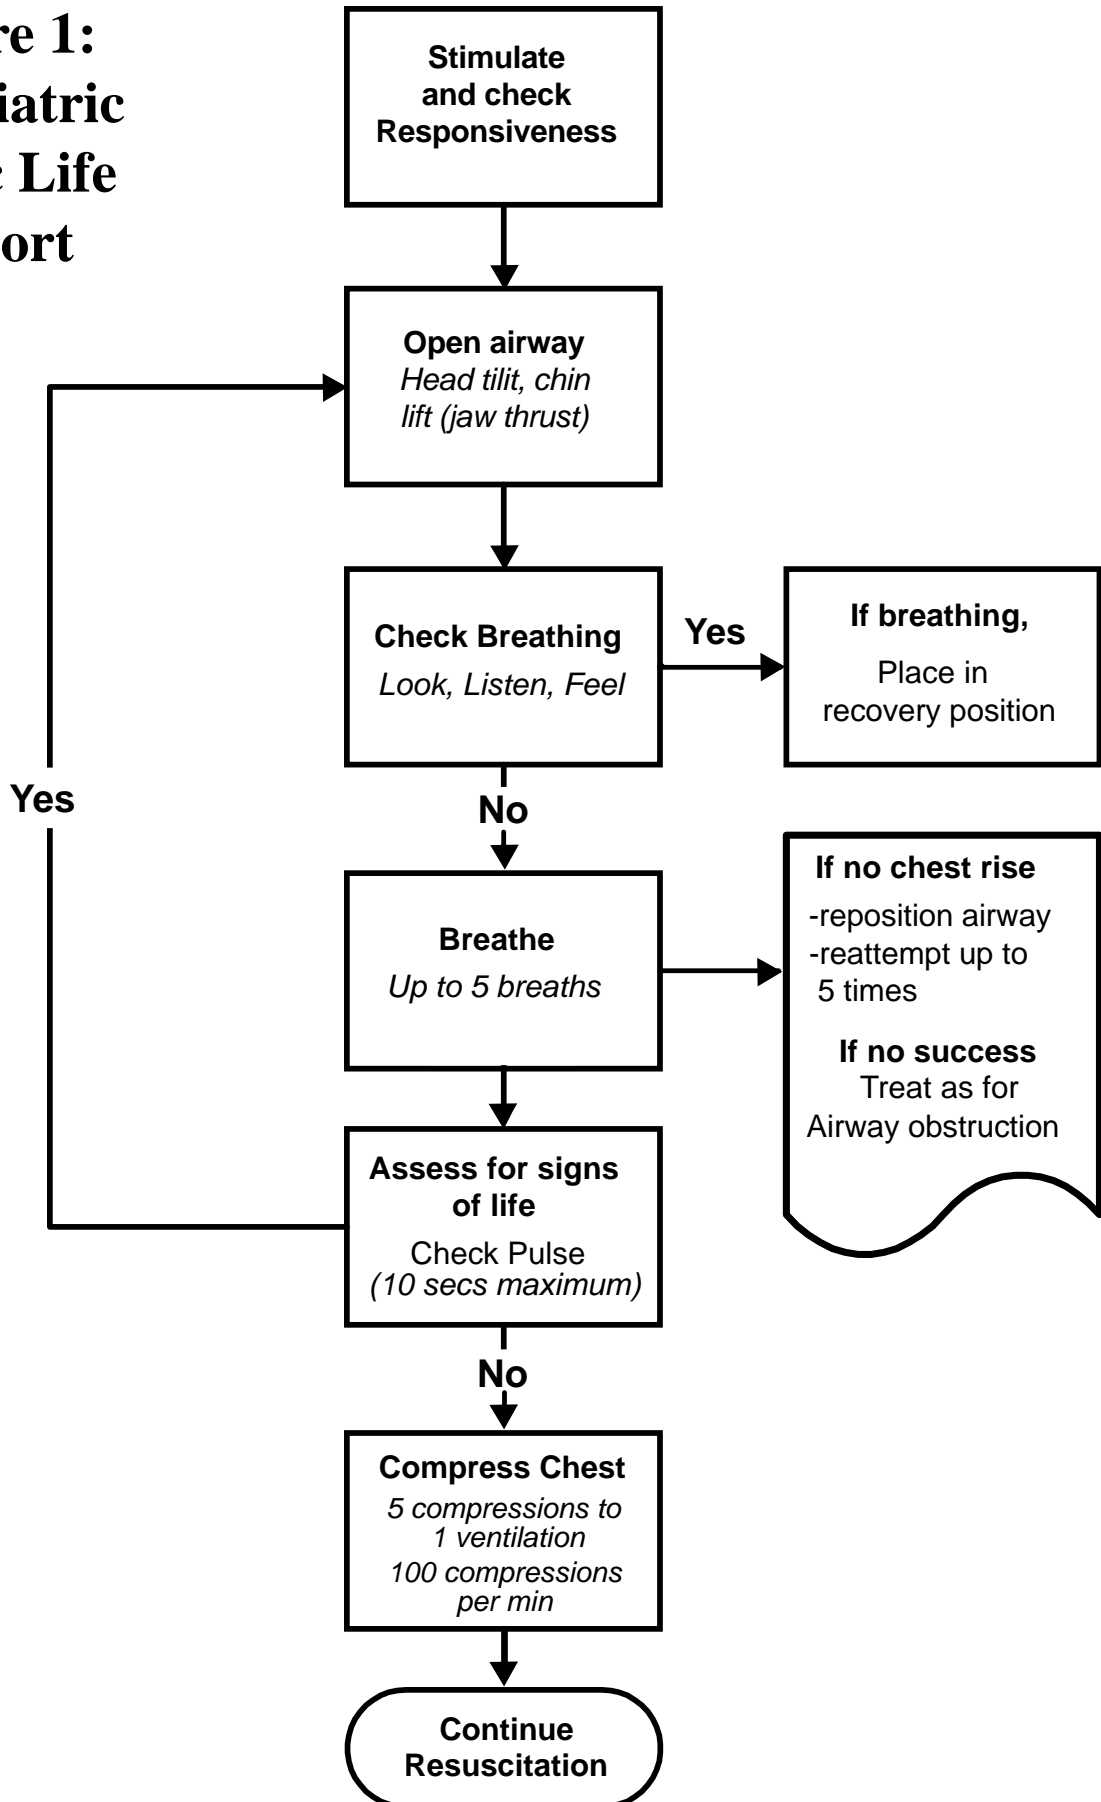 re 1:
iatric
c Life
ort
Stimulate
and check
Responsiveness
Open airway
Head tilit, chin
lift (jaw thrust)
Check Breathing
Look, Listen, Feel
Yes
If breathing,
Place in
recovery position
Yes
No
Breathe
Up to 5 breaths
If no chest rise
-reposition airway
-reattempt up to
5 times
If no success
Treat as for
Airway obstruction
Assess for signs
of life
Check Pulse
(10 secs maximum)
No
Compress Chest
5 compressions to
1 ventilation
100 compressions
per min
Continue
Resuscitation